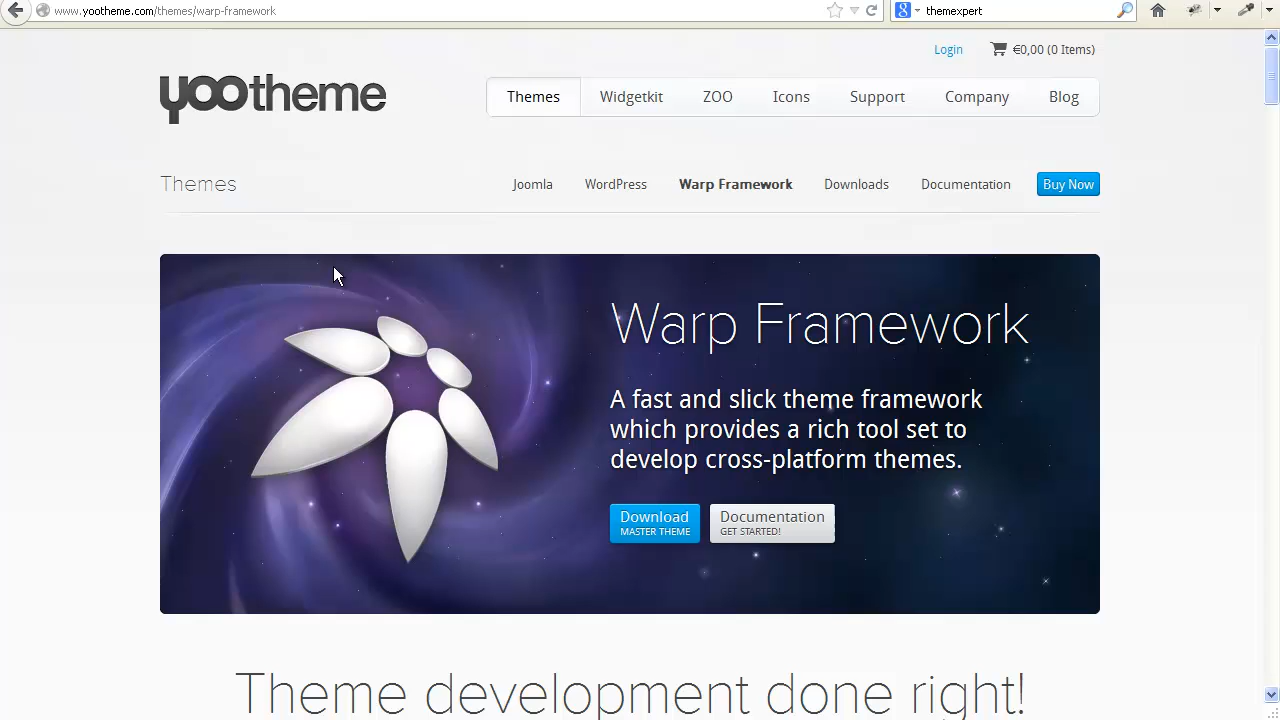 www.yootheme.com/themes/warp-framework
themexpert
Login
€0,00 (0 Items)
yootheme
Themes Widgetkit ZOO Icons Support Company Blog
Themes
Joomla WordPress Warp Framework Downloads Documentation Buy Now
Warp Framework
A fast and slick theme framework
which provides a rich tool set to
develop cross-platform themes.
Download
MASTER THEME
Documentation
GET STARTED!
Theme development done right!